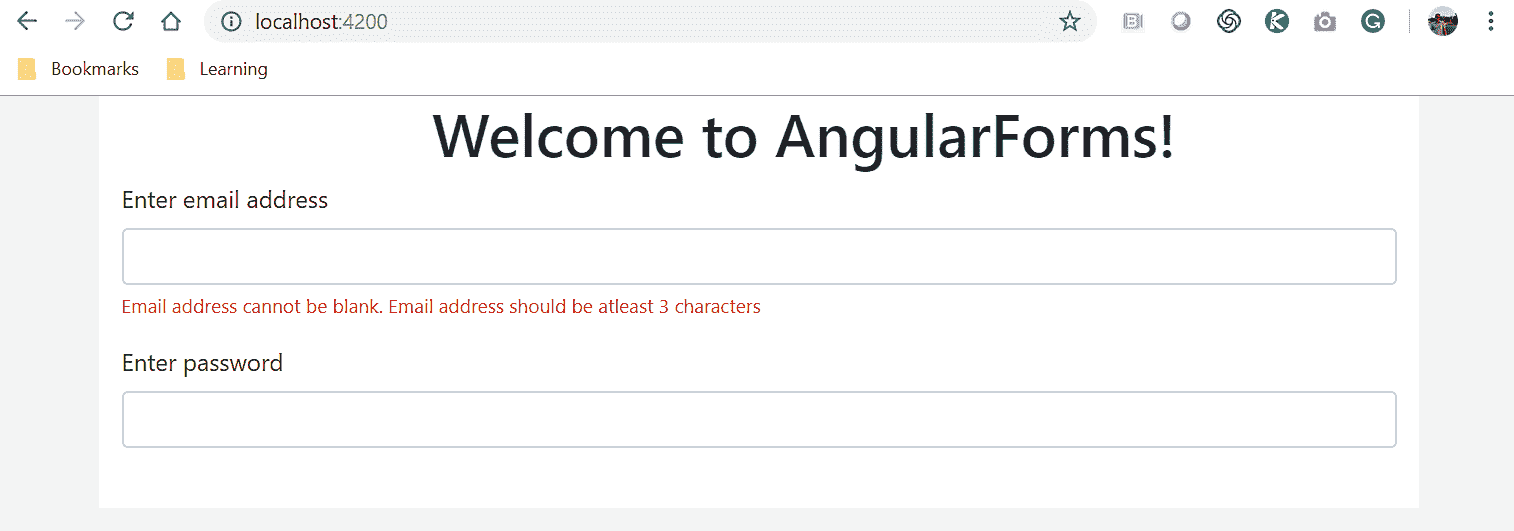 localhost:4200
Bookmarks Learning
Welcome to AngularForms!
Enter email address
Email address cannot be blank. Email address should be atleast 3 characters
Enter password